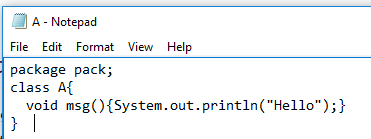 A - Notepad
File Edit Format View Help
package pack;
class A{
  void msg(){System.out.println("Hello");}
}